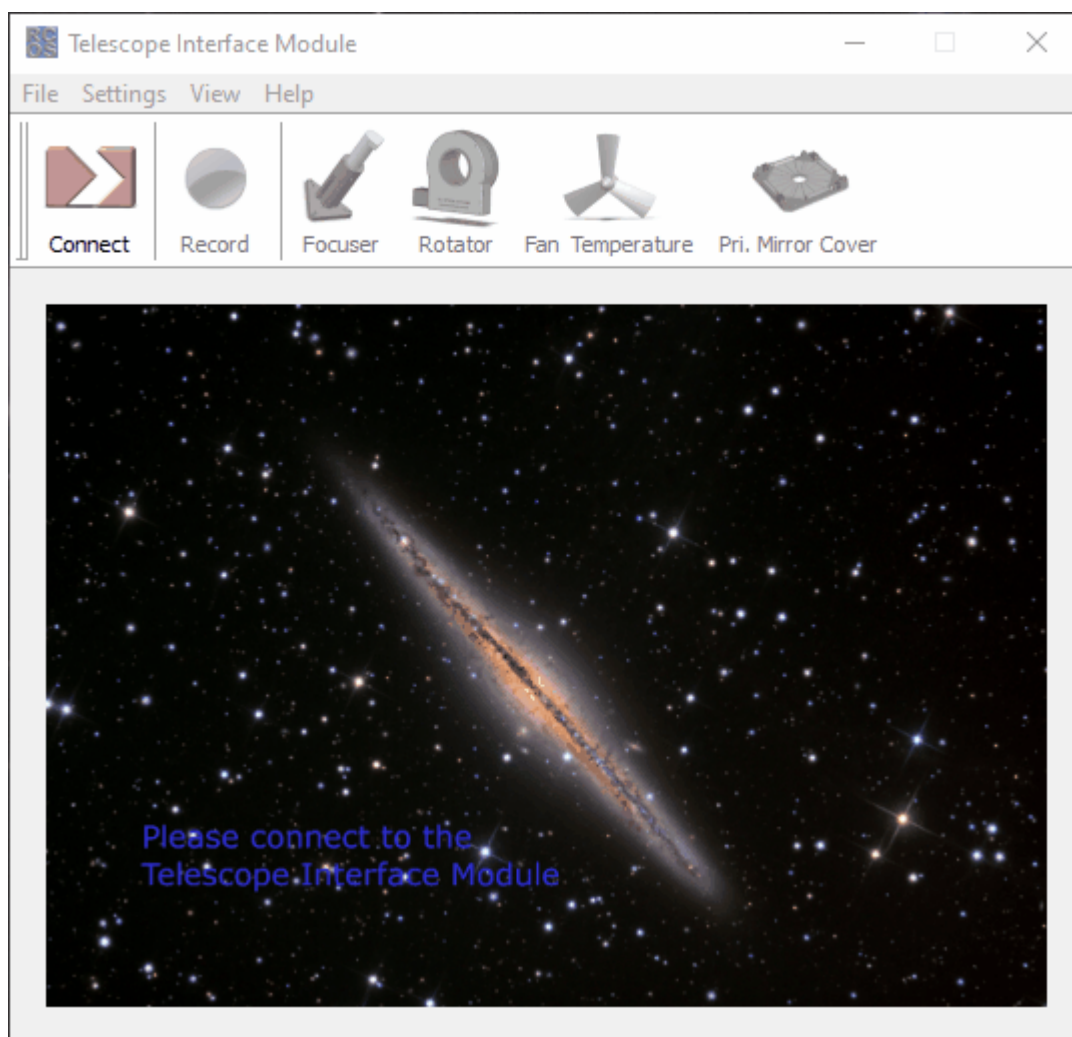 Telescope Interface Module
File Settings View Help
Connect Record Focuser Rotator Fan Temperature Pri. Mirror Cover
Please connect to the
Telescope Interface Module